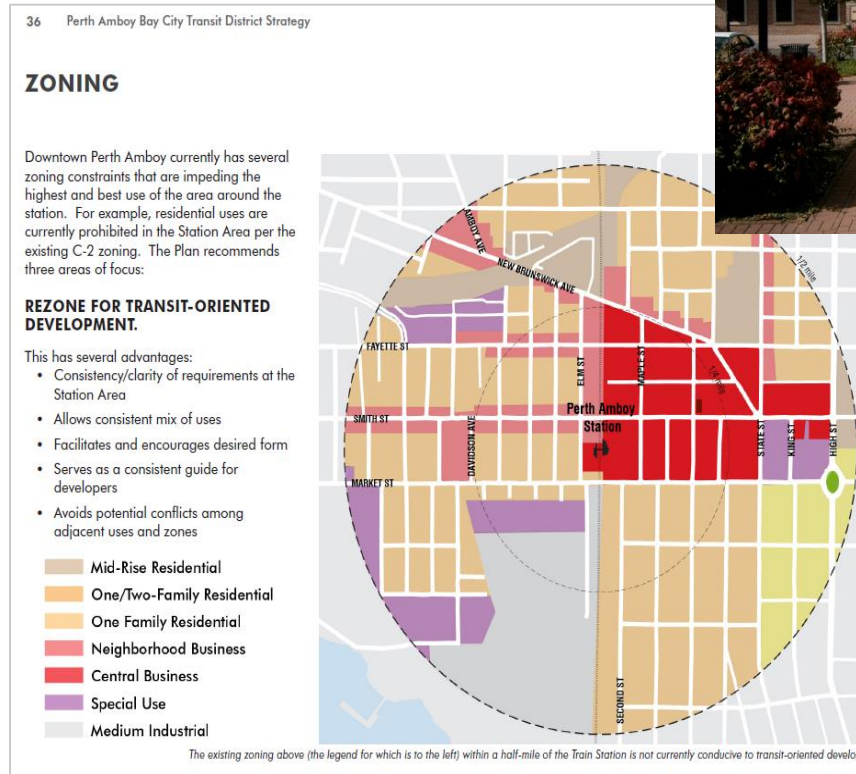 36 Perth Amboy Bay City Transit District Strategy
ZONING
Downtown Perth Amboy currently has several
zoning constraints that are impeding the
highest and best use of the area around the
station. For example, residential uses are
currently prohibited in the Station Area per the
existing C-2 zoning. The Plan recommends
three areas of focus:
REZONE FOR TRANSIT-ORIENTED
DEVELOPMENT.
This has several advantages:
• Consistency/clarity of requirements at the
Station Area
• Allows consistent mix of uses
• Facilitates and encourages desired form
• Serves as a consistent guide for
developers
• Avoids potential conflicts among
adjacent uses and zones
Mid-Rise Residential
One/Two-Family Residential
One Family Residential
Neighborhood Business
Central Business
Special Use
Medium Industrial
AMBOY AVE
NEW BRUNSWICK AVE
1/2 mile
FAYETTE ST
ELM ST
MAPLE ST
1/4 mile
SMITH ST
Perth Amboy
Station
DAVIDSON AVE
STATE ST
KING ST
HIGH ST
MARKET ST
SECOND ST
The existing zoning above (the legend for which is to the left) within a half-mile of the Train Station is not currently conducive to transit-oriented develo